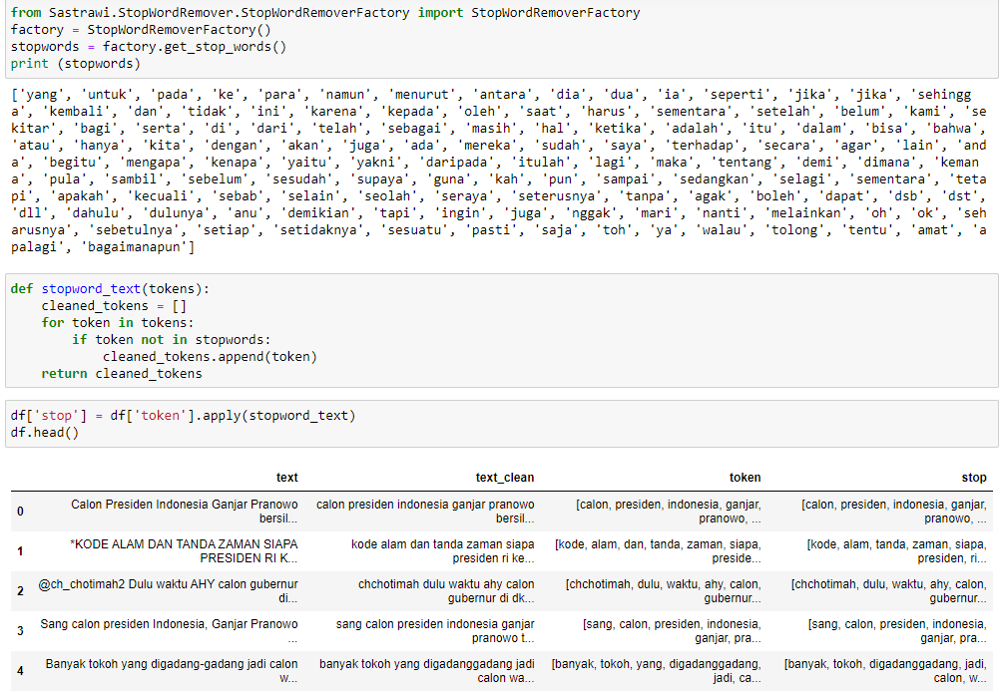 from Sastrawi.StopWordRemover.StopWordRemoverFactory import StopWordRemoverFactory
factory = StopWordRemoverFactory()
stopwords = factory.get_stop_words()
print (stopwords)
['yang', 'untuk', 'pada', 'ke', 'para', 'namun', 'menurut', 'antara', 'dia', 'dua', 'ia', 'seperti', 'jika', 'jika', 'sehingg
a', 'kembali', 'dan', 'tidak', 'ini', 'karena', 'kepada', 'oleh', 'saat', 'harus', 'sementara', 'setelah', 'belum', 'kami', 'se
kitar', 'bagi', 'serta', 'di', 'dari', 'telah', 'sebagai', 'masih', 'hal', 'ketika', 'adalah', 'itu', 'dalam', 'bisa', 'bahwa',
'atau', 'hanya', 'kita', 'dengan', 'akan', 'juga', 'ada', 'mereka', 'sudah', 'saya', 'terhadap', 'secara', 'agar', 'lain', 'and
a', 'begitu', 'mengapa', 'kenapa', 'yaitu', 'yakni', 'daripada', 'itulah', 'lagi', 'maka', 'tentang', 'demi', 'dimana', 'keman
a', 'pula', 'sambil', 'sebelum', 'sesudah', 'supaya', 'guna', 'kah', 'pun', 'sampai', 'sedangkan', 'selagi', 'sementara', 'teta
pi', 'apakah', 'kecuali', 'sebab', 'selain', 'seolah', 'seraya', 'seterusnya', 'tanpa', 'agak', 'boleh', 'dapat', 'dsb', 'dst',
'dll', 'dahulu', 'dulunya', 'anu', 'demikian', 'tapi', 'ingin', 'juga', 'nggak', 'mari', 'nanti', 'melainkan', 'oh', 'ok', 'seh
arusnya', 'sebetulnya', 'setiap', 'setidaknya', 'sesuatu', 'pasti', 'saja', 'toh', 'ya', 'walau', 'tolong', 'tentu', 'amat', 'a
palagi', 'bagaimanapun']
def stopword_text(tokens):
    cleaned_tokens = []
    for token in tokens:
        if token not in stopwords:
            cleaned_tokens.append(token)
    return cleaned_tokens
df['stop'] = df['token'].apply(stopword_text)
df.head()
text text_clean token stop
0 Calon Presiden Indonesia Ganjar Pranowo bersil... calon presiden indonesia ganjar pranowo bersil... [calon, presiden, indonesia, ganjar, pranowo, ... [calon, presiden, indonesia, ganjar, pranowo, ...
1 *KODE ALAM DAN TANDA ZAMAN SIAPA PRESIDEN RI K... kode alam dan tanda zaman siapa presiden ri ke... [kode, alam, dan, tanda, zaman, siapa, preside... [kode, alam, tanda, zaman, siapa, presiden, ri...
2 @ch_chotimah2 Dulu waktu AHY calon gubernur di... chchotimah dulu waktu ahy calon gubernur di dk... [chchotimah, dulu, waktu, ahy, calon, gubernur... [chchotimah, dulu, waktu, ahy, calon, gubernur...
3 Sang calon presiden Indonesia, Ganjar Pranowo ... sang calon presiden indonesia ganjar pranowo t... [sang, calon, presiden, indonesia, ganjar, pra... [sang, calon, presiden, indonesia, ganjar, pra...
4 Banyak tokoh yang digadang-gadang jadi calon w... banyak tokoh yang digadanggadang jadi calon wa... [banyak, tokoh, yang, digadanggadang, jadi, ca... [banyak, tokoh, digadanggadang, jadi, calon, w...